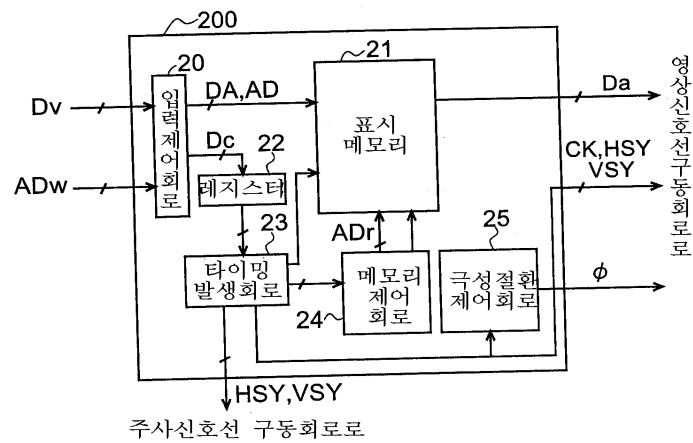 200
20
21
DA,AD
Da
Dv
입력제어회로
표시
메모리
영상신호선구동회로로
Dc
22
CK,HSY
VSY
ADw
레지스터
23
ADr
25
타이밍
발생회로
메모리
제어
회로
극성절환
제어회로
ϕ
24
HSY,VSY
주사신호선 구동회로로